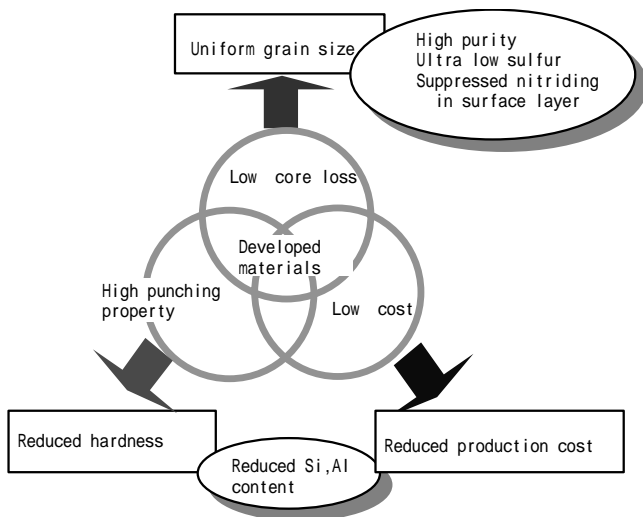 Uniform grain size
High purity
Ultra low sulfur
Suppressed nitriding
in surface layer
Low core loss
Developed
materials
High punching
property
Low cost
Reduced hardness
Reduced Si,Al
content
Reduced production cost